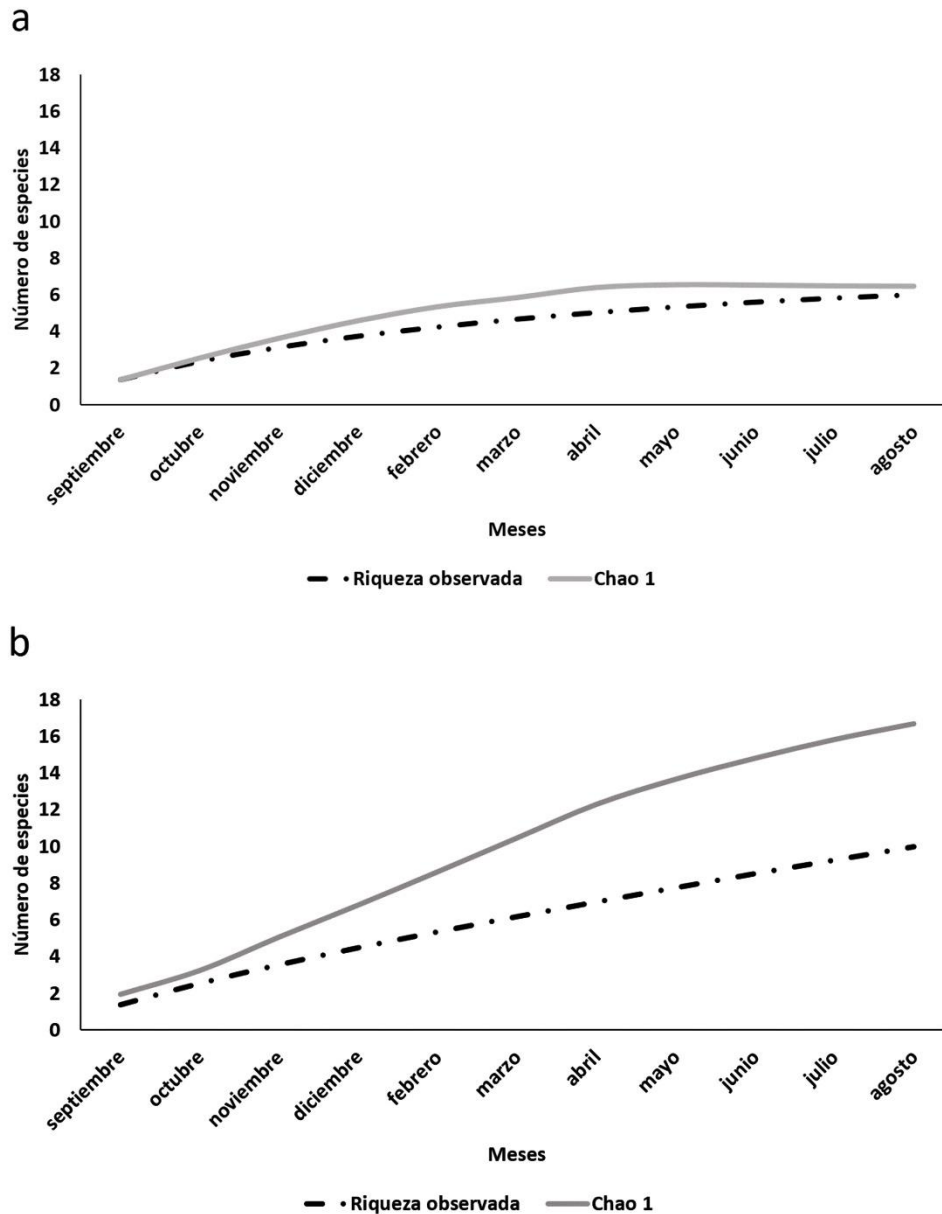 a
18
16
14
12
10
8
6
4
2
0
Número de especies
septiembre
octubre
noviembre
diciembre
febrero
marzo
abril
mayo
junio
julio
agosto
Meses
Riqueza observada
Chao 1
b
18
16
14
12
10
8
6
4
2
0
Número de especies
septiembre
octubre
noviembre
diciembre
febrero
marzo
abril
mayo
junio
julio
agosto
Meses
Riqueza observada
Chao 1